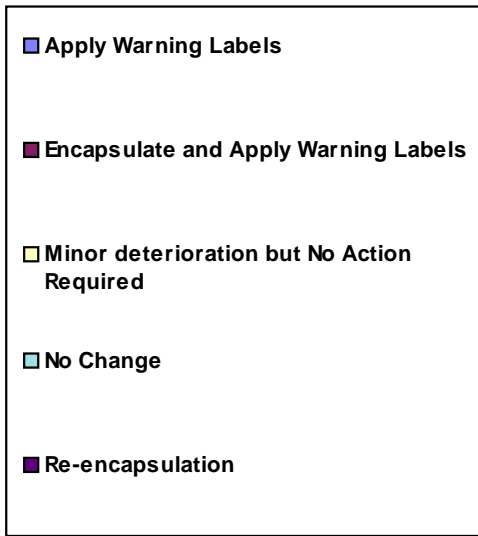 Apply Warning Labels
Encapsulate and Apply Warning Labels
Minor deterioration but No Action
Required
No Change
Re-encapsulation